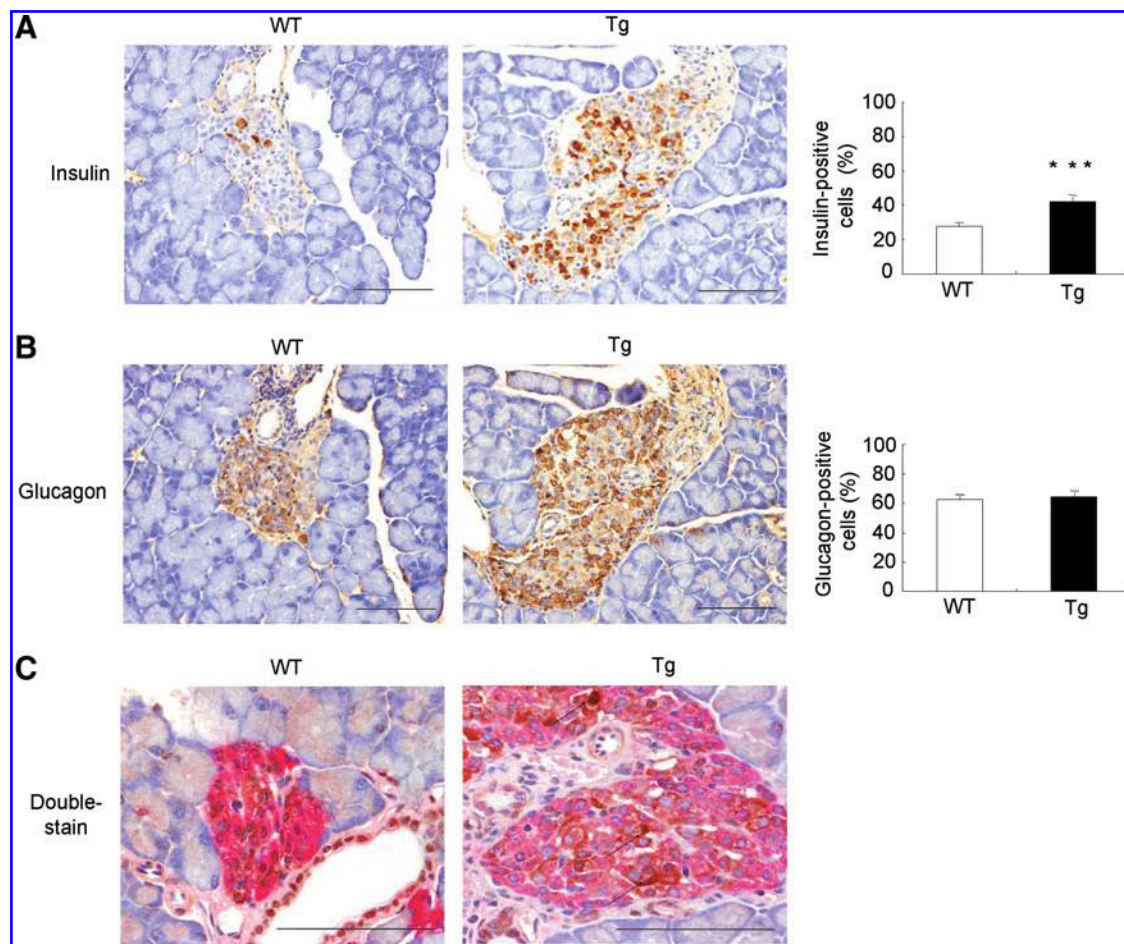 A
WT
Tg
Insulin
Insulin-positive
cells (%)
100
80
60
40
20
0
* * *
WT
Tg
B
WT
Tg
Glucagon
Glucagon-positive
cells (%)
100
80
60
40
20
0
WT
Tg
C
WT
Tg
Double-
stain